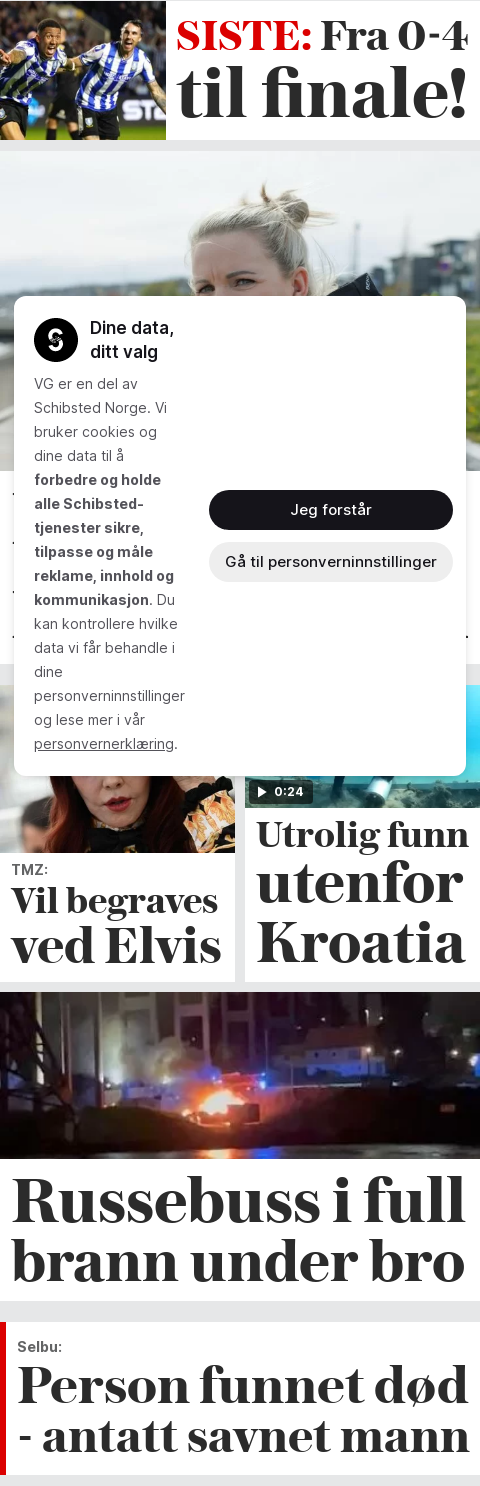 SISTE: Fra 0-4
til finale!
Dine data,
ditt valg
VG er en del av
Schibsted Norge. Vi
bruker cookies og
dine data til å
forbedre og holde
alle Schibsted-
tjenester sikre,
tilpasse og måle
reklame, innhold og
kommunikasjon. Du
kan kontrollere hvilke
data vi får behandle i
dine
personverninnstillinger
og lese mer i vår
personvernerklæring.
Jeg forstår
Gå til personverninnstillinger
0:24
TMZ:
Vil begraves
ved Elvis
Utrolig funn
utenfor
Kroatia
Russebuss i full
brann under bro
Selbu:
Person funnet død
- antatt savnet mann